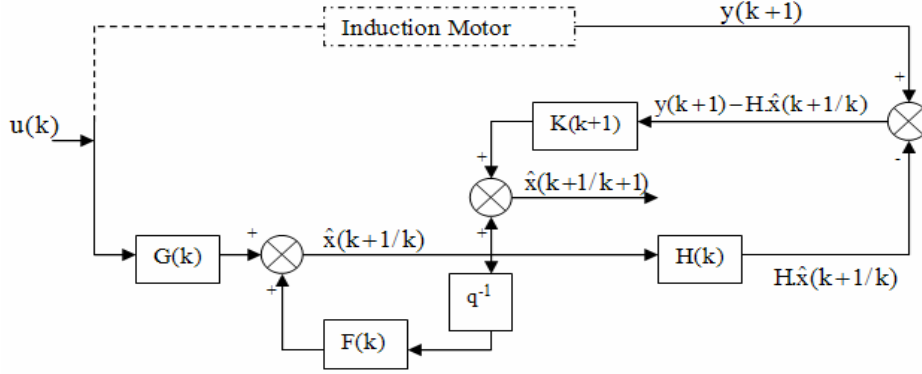 y(k+1)
Induction Motor
+
y(k+1)−H.x̂(k+1/k)
K(k+1)
u(k)
-
+
x̂(k+1/k+1)
+
x̂(k+1/k)
+
G(k)
H(k)
H.x̂(k+1/k)
+
q⁻¹
F(k)